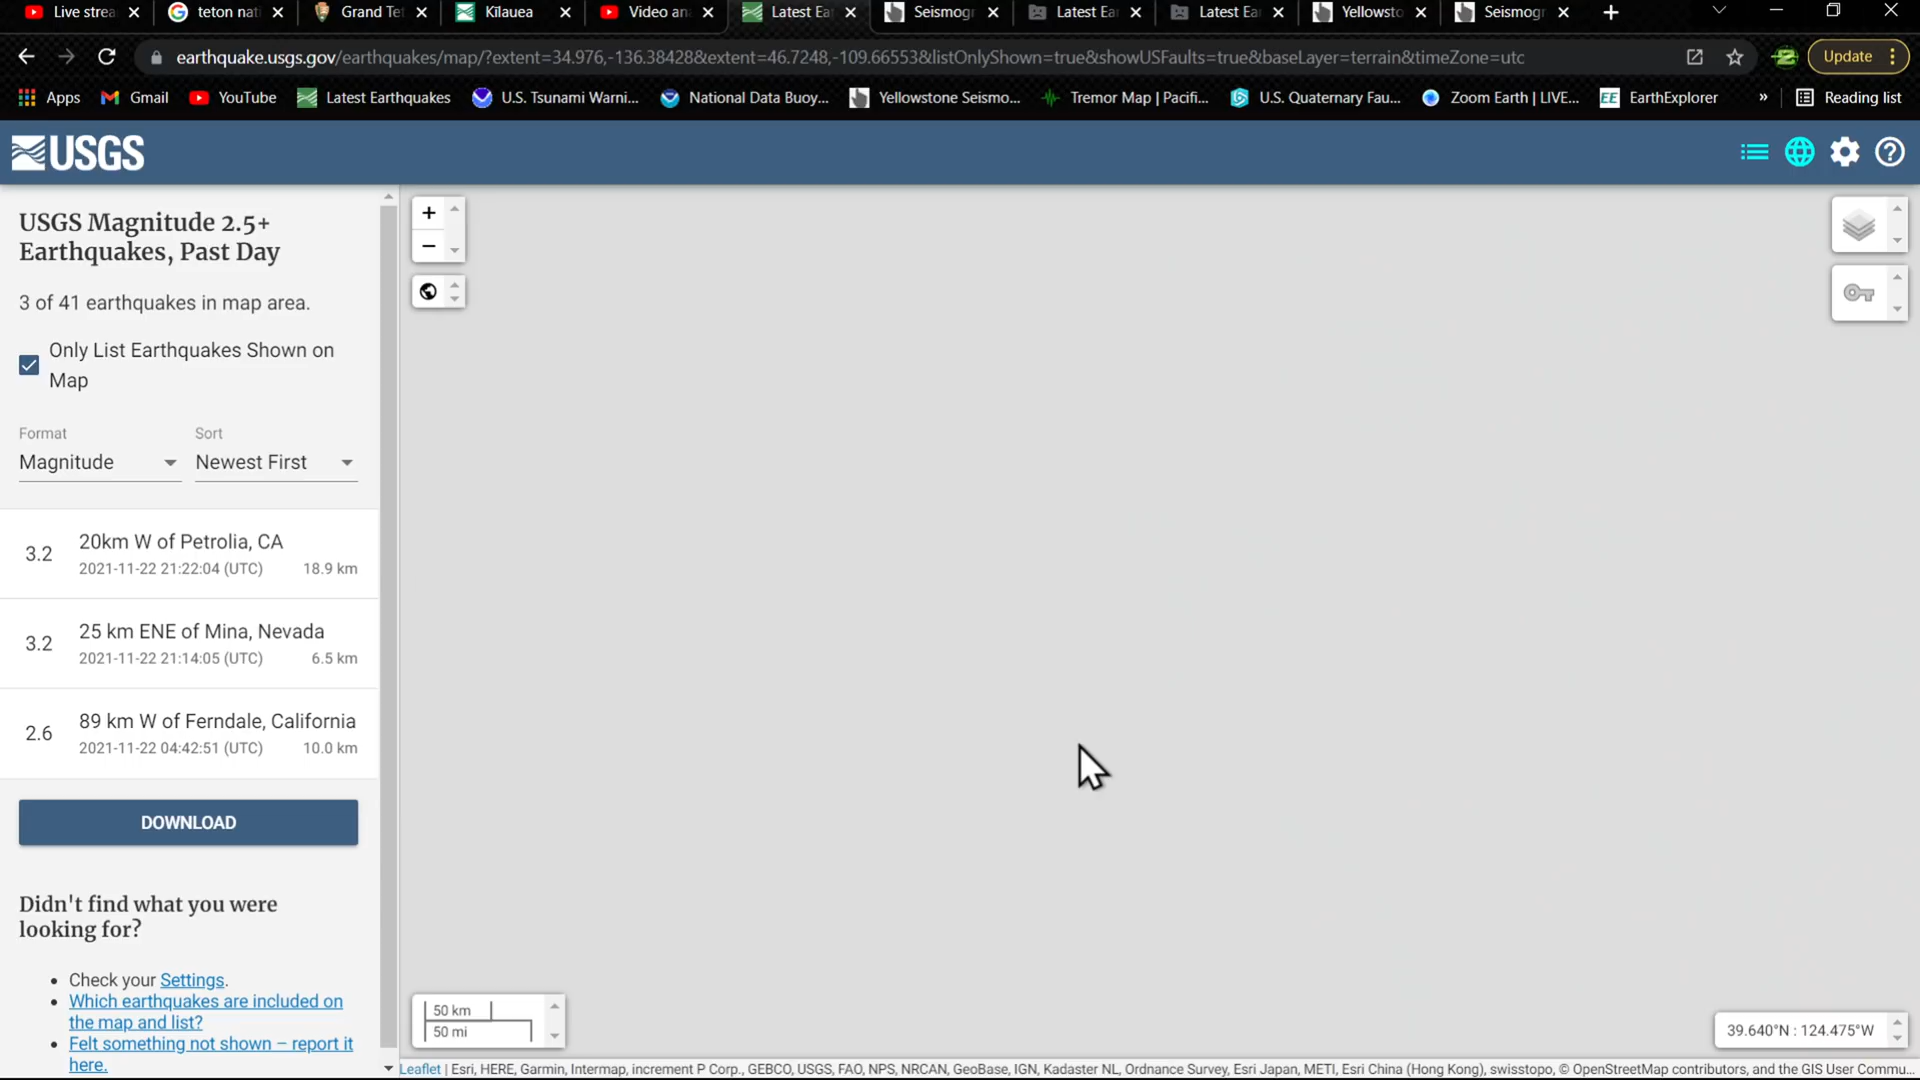 Live strea
teton nati
Grand Tet
Kīlauea
Video an
Latest Ea
Seismogr
Latest Ea
Latest Ea
Yellowsto
Seismogr
earthquake.usgs.gov/earthquakes/map/?extent=34.976,-136.38428&extent=46.7248,-109.66553&listOnlyShown=true&showUSFaults=true&baseLayer=terrain&timeZone=utc
Update
Apps
Gmail
YouTube
Latest Earthquakes
U.S. Tsunami Warni...
National Data Buoy...
Yellowstone Seismo...
Tremor Map | Pacifi...
U.S. Quaternary Fau...
Zoom Earth | LIVE...
EE EarthExplorer
»
Reading list
USGS
USGS Magnitude 2.5+
Earthquakes, Past Day
3 of 41 earthquakes in map area.
Only List Earthquakes Shown on
Map
Format
Sort
Magnitude
Newest First
3.2
20km W of Petrolia, CA
2021-11-22 21:22:04 (UTC) 18.9 km
3.2
25 km ENE of Mina, Nevada
2021-11-22 21:14:05 (UTC) 6.5 km
2.6
89 km W of Ferndale, California
2021-11-22 04:42:51 (UTC) 10.0 km
DOWNLOAD
Didn't find what you were
looking for?
• Check your Settings.
• Which earthquakes are included on
the map and list?
• Felt something not shown – report it
here.
+
−
50 km
50 mi
39.640°N : 124.475°W
Leaflet | Esri, HERE, Garmin, Intermap, increment P Corp., GEBCO, USGS, FAO, NPS, NRCAN, GeoBase, IGN, Kadaster NL, Ordnance Survey, Esri Japan, METI, Esri China (Hong Kong), swisstopo, © OpenStreetMap contributors, and the GIS User Commu...